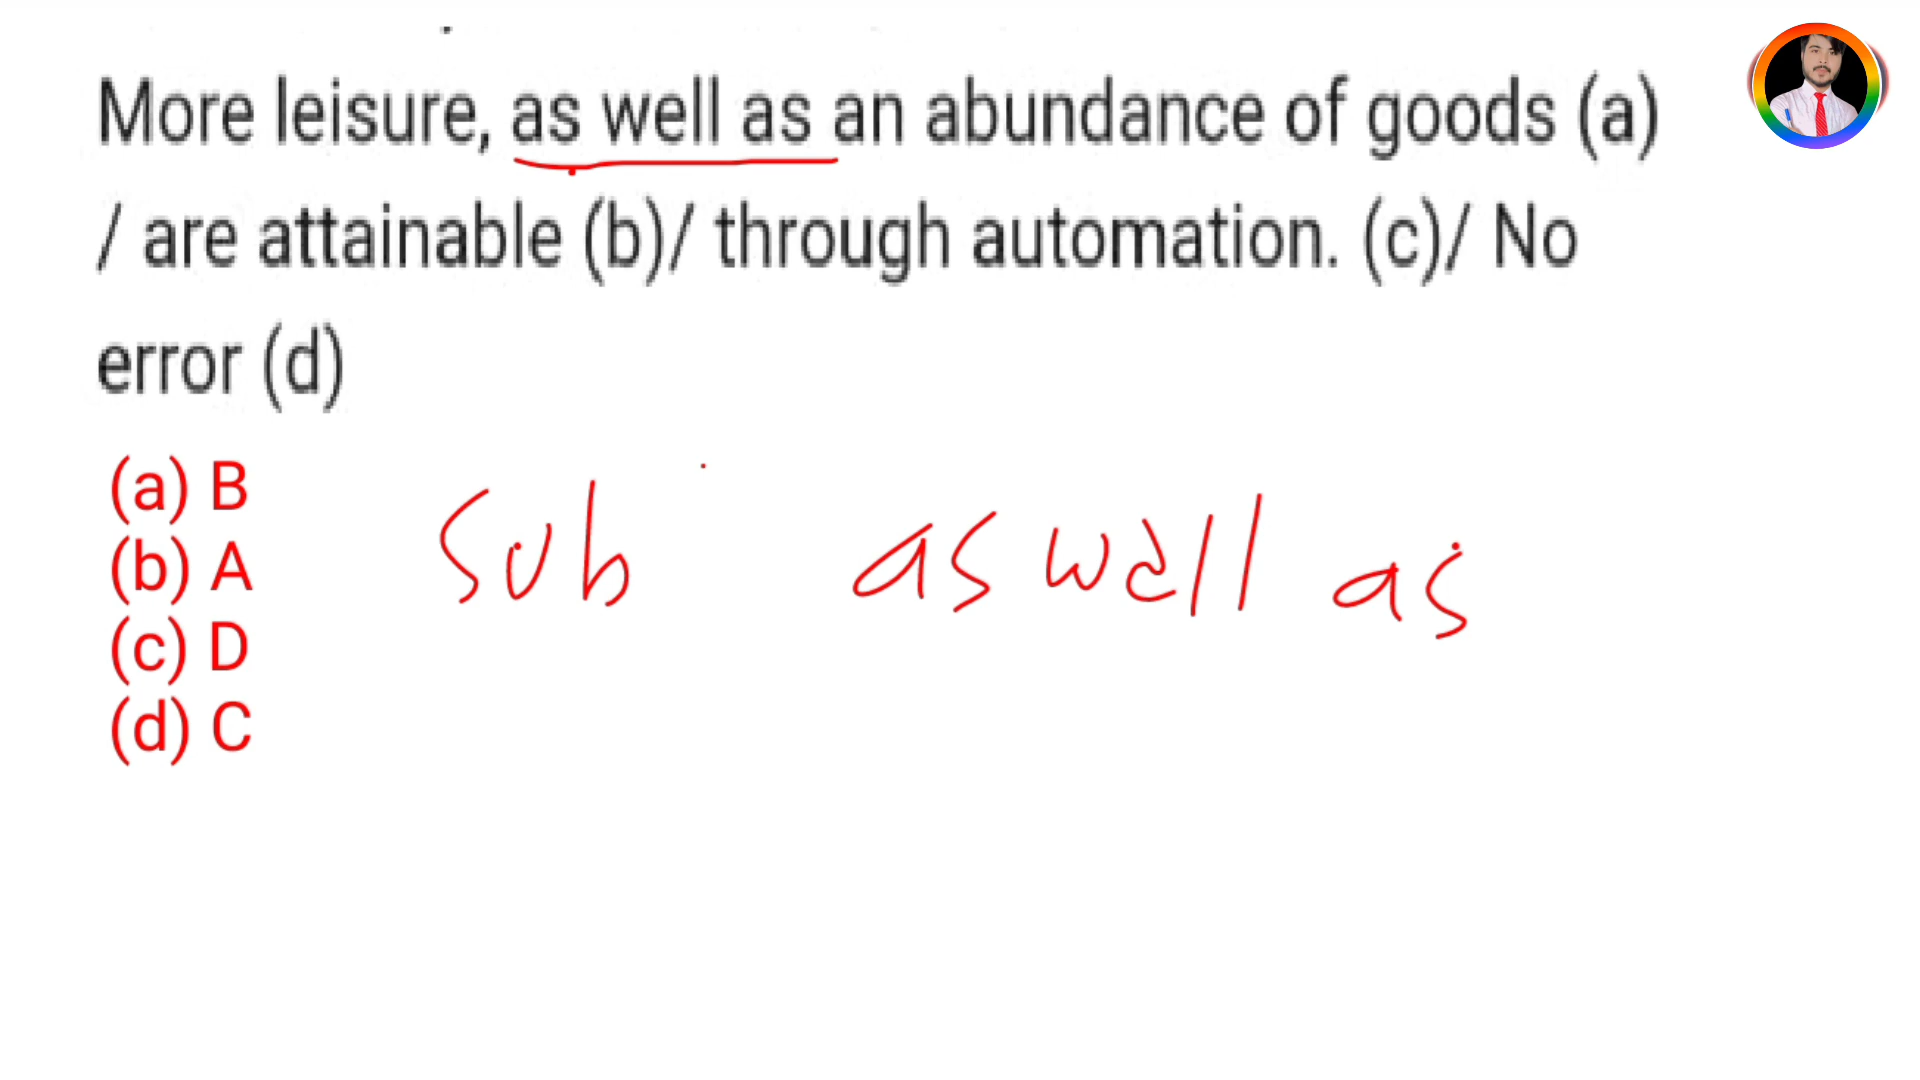 More leisure, as well as an abundance of goods (a)
/ are attainable (b)/ through automation. (c)/ No
error (d)
(a) B
(b) A
(c) D
(d) C
sub as well as